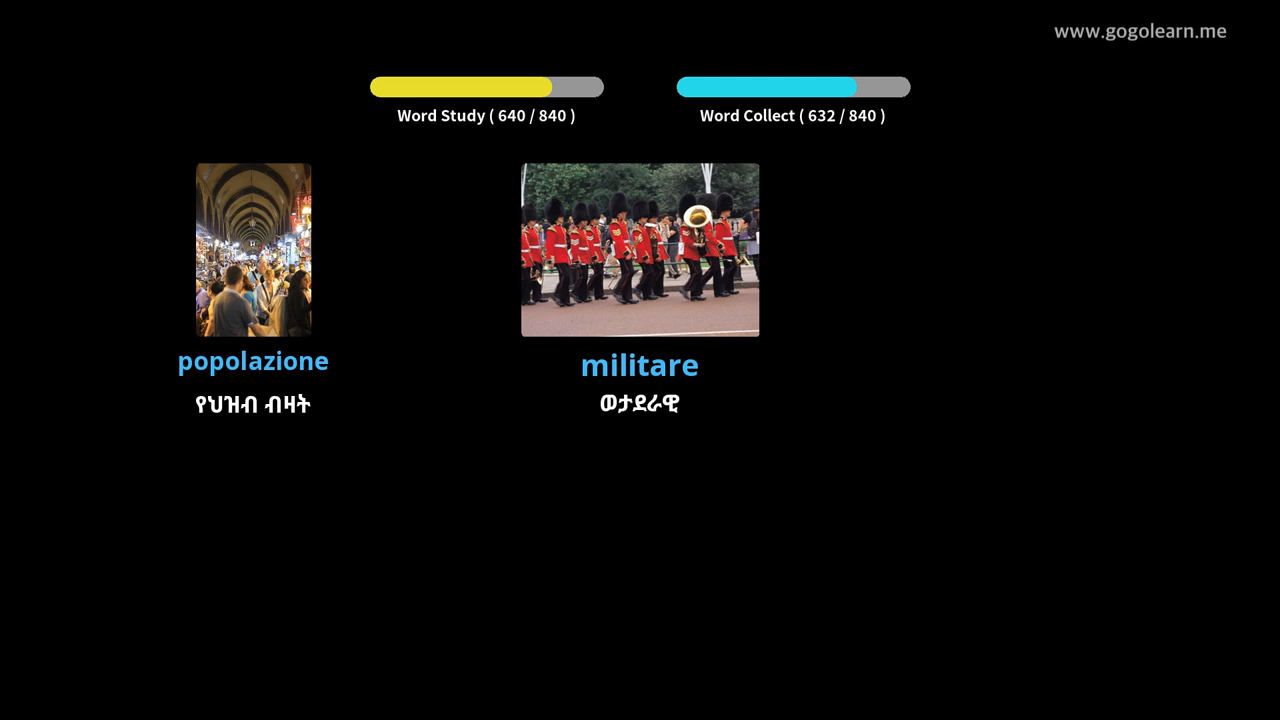 www.gogolearn.me
Word Study ( 640 / 840 )
Word Collect ( 632 / 840 )
popolazione
የህዝብ ብዛት
militare
ወታደራዊ